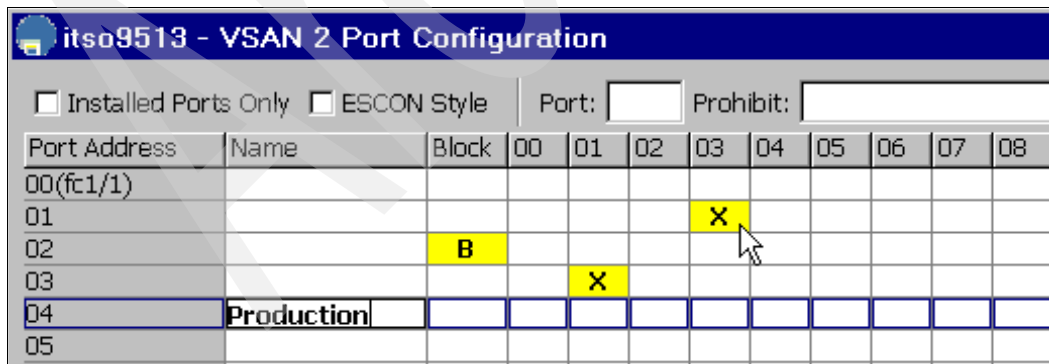 itso9513 - VSAN 2 Port Configuration
Installed Ports Only ESCON Style Port: Prohibit:
Port Address Name Block 00 01 02 03 04 05 06 07 08
00(fc1/1)
01 X
02 B
03 X
04 Production
05